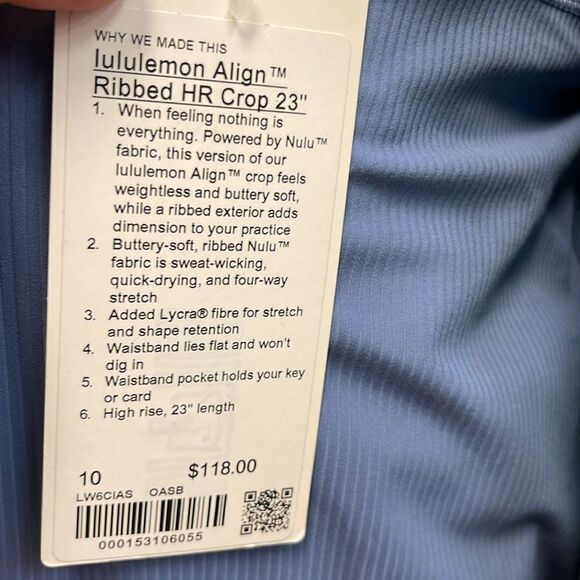 WHY WE MADE THIS
lululemon Align™
Ribbed HR Crop 23"
1. When feeling nothing is
everything. Powered by Nulu™
fabric, this version of our
lululemon Align™ crop feels
weightless and buttery soft,
while a ribbed exterior adds
dimension to your practice
2. Buttery-soft, ribbed Nulu™
fabric is sweat-wicking,
quick-drying, and four-way
stretch
3. Added Lycra® fibre for stretch
and shape retention
4. Waistband lies flat and won't
dig in
5. Waistband pocket holds your key
or card
6. High rise, 23" length
10 $118.00
LW6CIAS OASB
000153106055